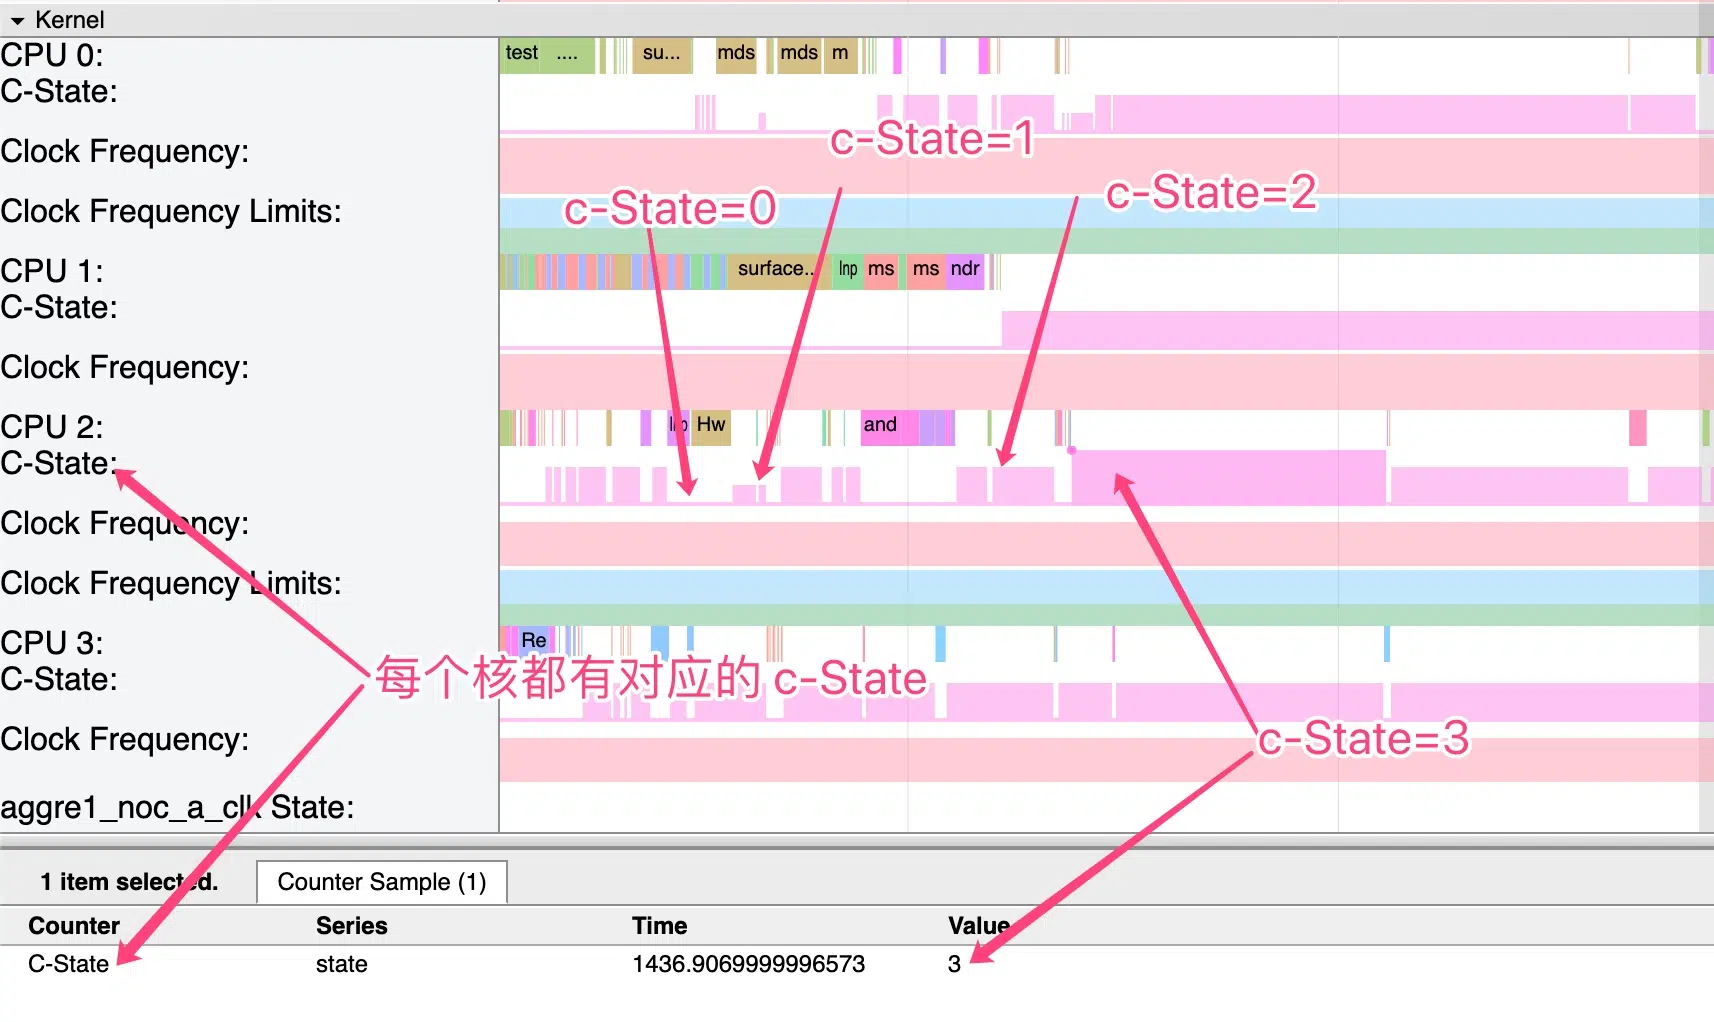 Kernel
CPU 0:
test .... su... mds mds m
C-State:
c-State=1
Clock Frequency:
c-State=2
c-State=0
Clock Frequency Limits:
CPU 1:
surface... Inp ms ms ndr
C-State:
Clock Frequency:
CPU 2:
Hw and
C-State:
Clock Frequency:
Clock Frequency Limits:
CPU 3:
Re
C-State:
每个核都有对应的 c-State
Clock Frequency:
c-State=3
aggre1_noc_a_clk State:
1 item selected.
Counter Sample (1)
Counter Series Time Value
C-State state 1436.9069999996573 3